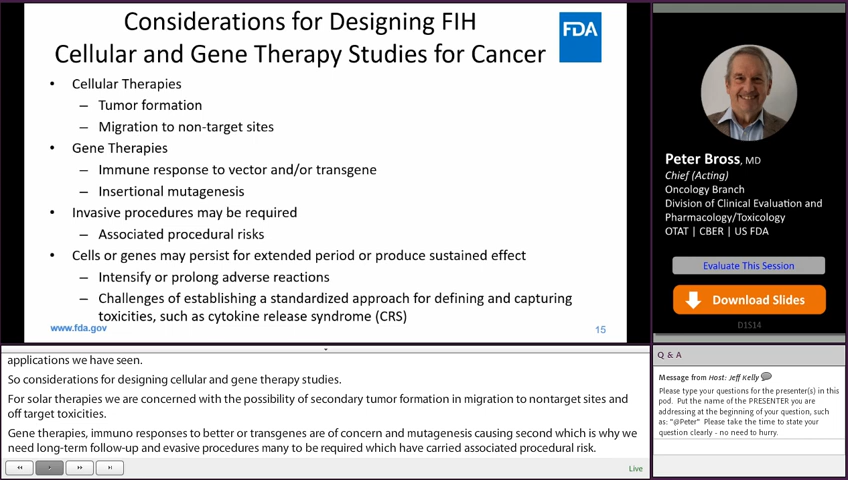 Considerations for Designing FIH
Cellular and Gene Therapy Studies for Cancer
FDA
• Cellular Therapies
– Tumor formation
– Migration to non-target sites
• Gene Therapies
– Immune response to vector and/or transgene
– Insertional mutagenesis
• Invasive procedures may be required
– Associated procedural risks
• Cells or genes may persist for extended period or produce sustained effect
– Intensify or prolong adverse reactions
– Challenges of establishing a standardized approach for defining and capturing
toxicities, such as cytokine release syndrome (CRS)
www.fda.gov
15
Peter Bross, MD
Chief (Acting)
Oncology Branch
Division of Clinical Evaluation and
Pharmacology/Toxicology
OTAT | CBER | US FDA
Evaluate This Session
Download Slides
D1S14
applications we have seen.
So considerations for designing cellular and gene therapy studies.
For solar therapies we are concerned with the possibility of secondary tumor formation in migration to nontarget sites and
off target toxicities.
Gene therapies, immuno responses to better or transgenes are of concern and mutagenesis causing second which is why we
need long-term follow-up and evasive procedures many to be required which have carried associated procedural risk.
Live
Q & A
Message from Host: Jeff Kelly
Please type your questions for the presenter(s) in this
pod. Put the name of the PRESENTER you are
addressing at the beginning of your question, such
as: "@Peter" Please take the time to state your
question clearly - no need to hurry.